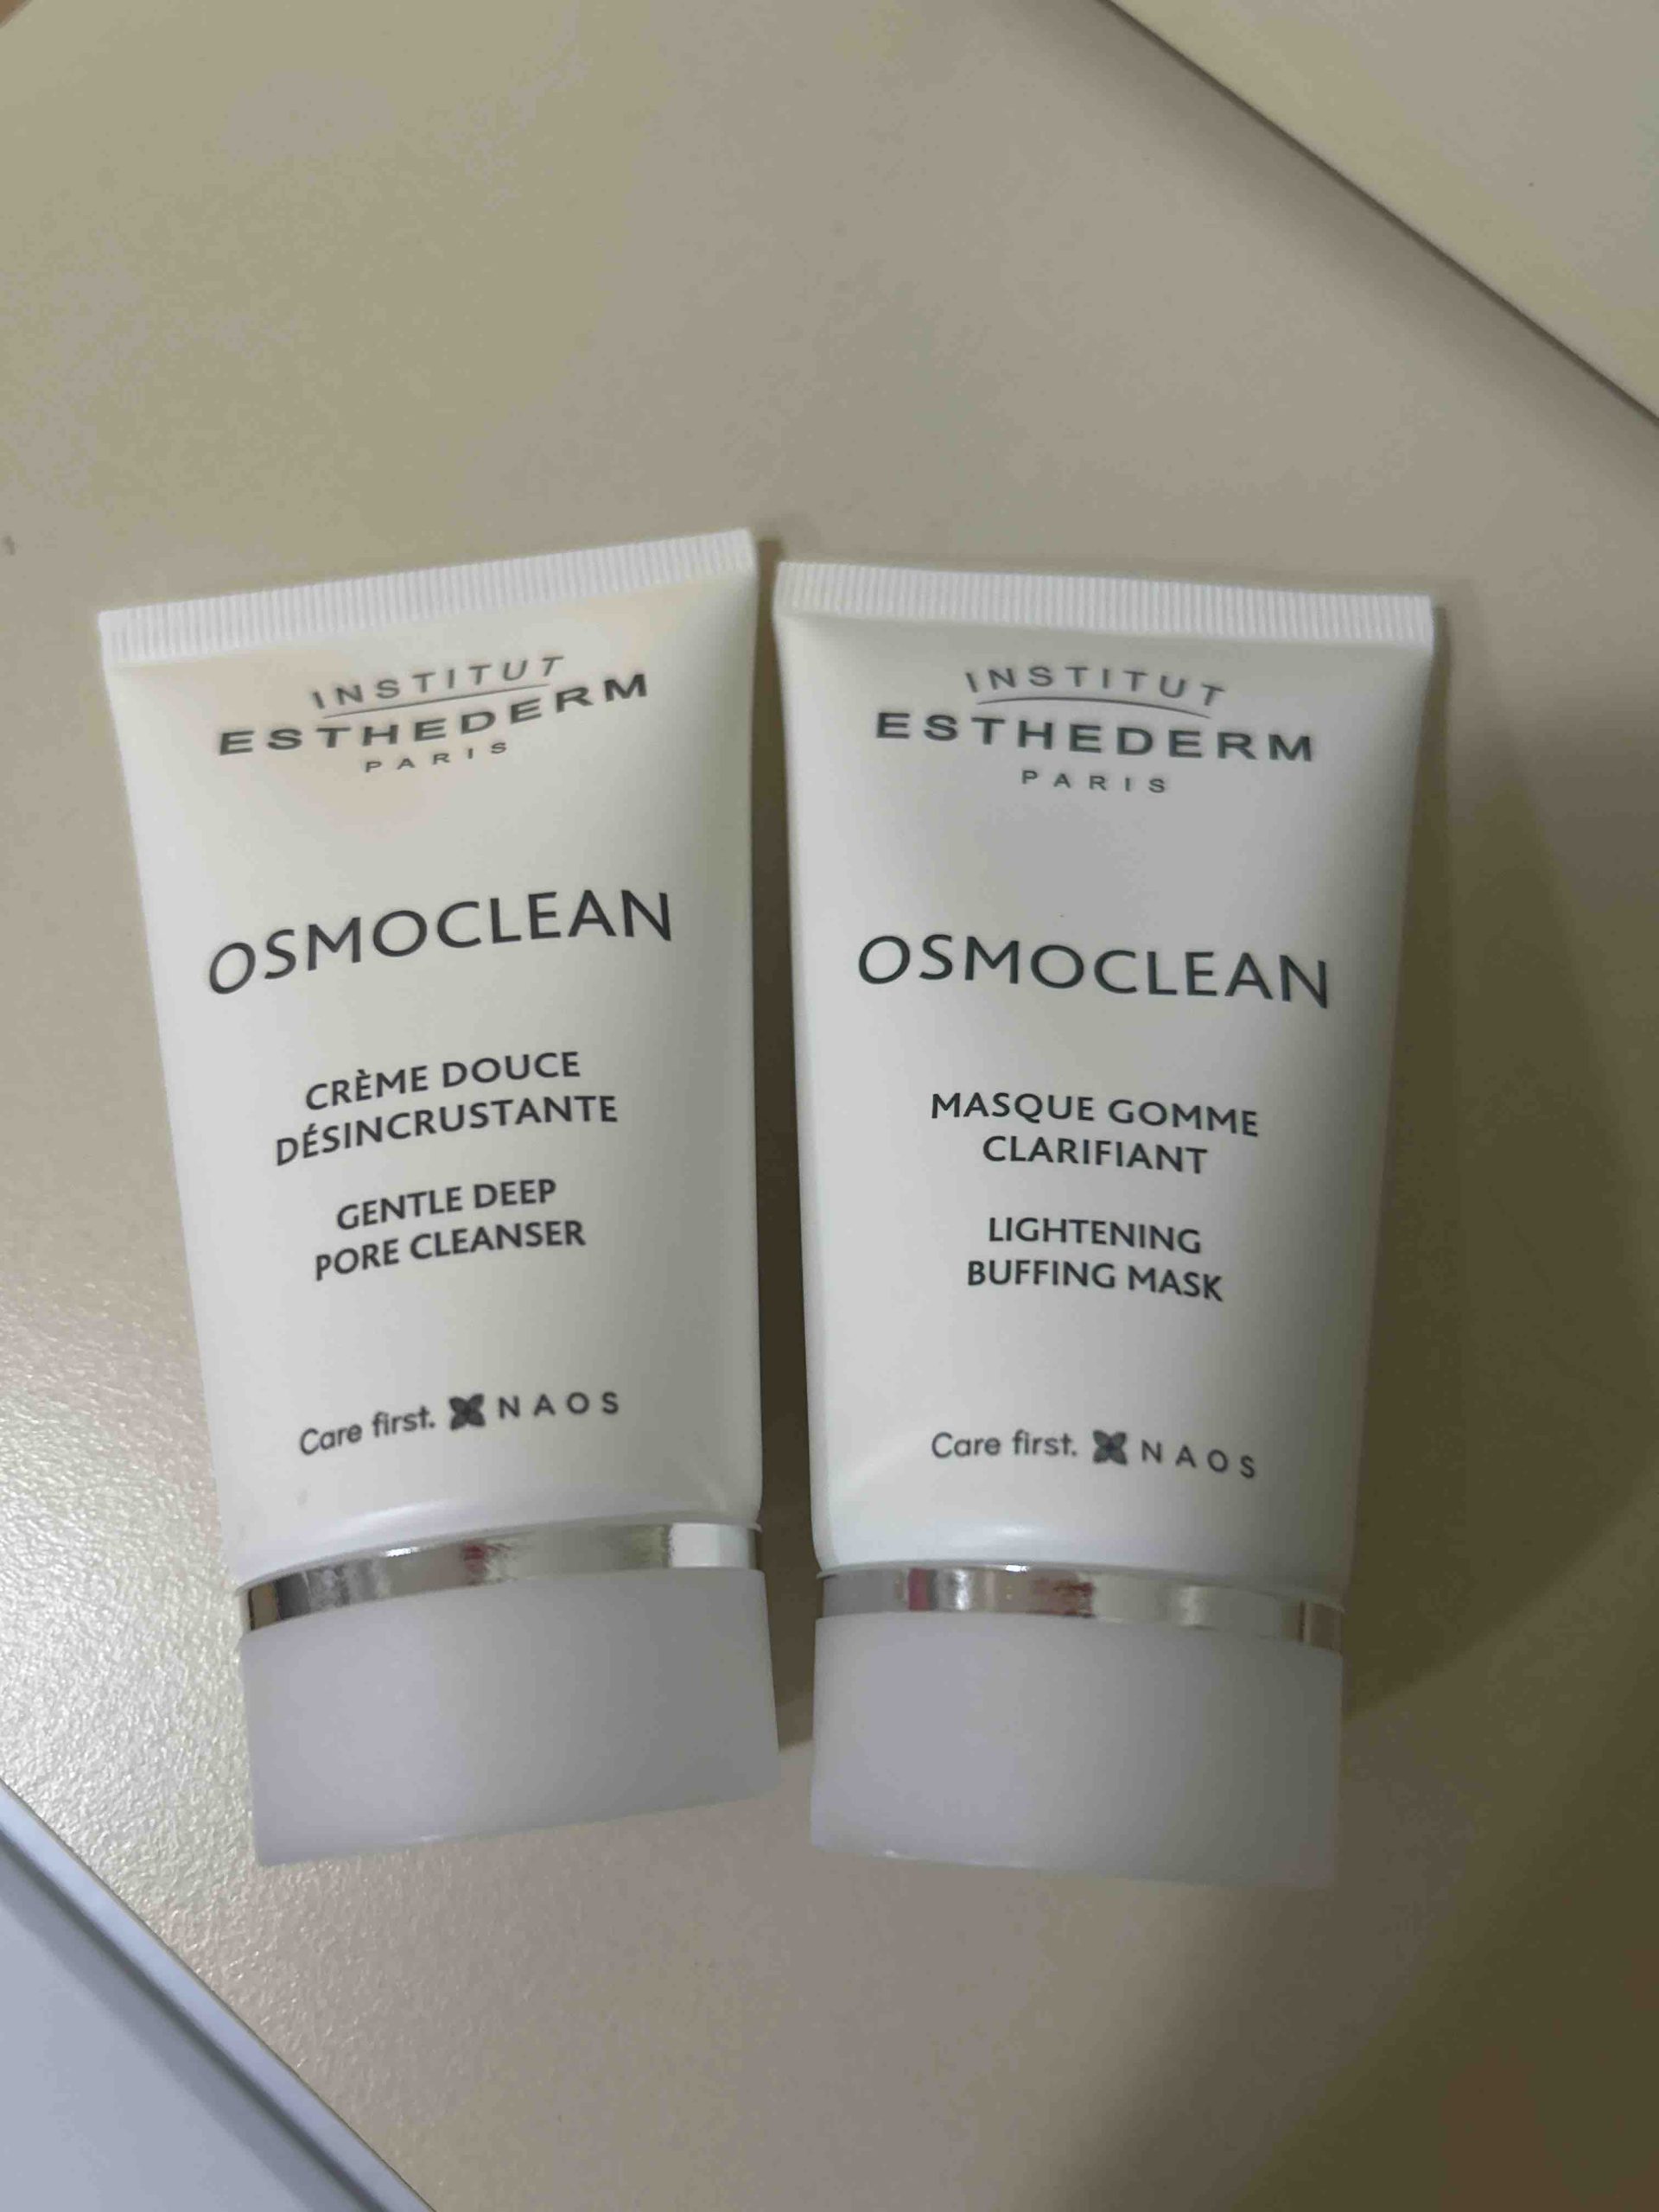 INSTITUT
ESTHEDERM
PARIS
OSMOCLEAN
CRÈME DOUCE
DÉSINCRUSTANTE
GENTLE DEEP
PORE CLEANSER
Care first. NAOS
INSTITUT
ESTHEDERM
PARIS
OSMOCLEAN
MASQUE GOMME
CLARIFIANT
LIGHTENING
BUFFING MASK
Care first. NAOS